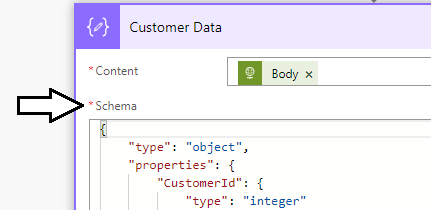 Customer Data
* Content
Body ×
* Schema
{
"type": "object",
"properties": {
"CustomerId": {
"type": "integer"